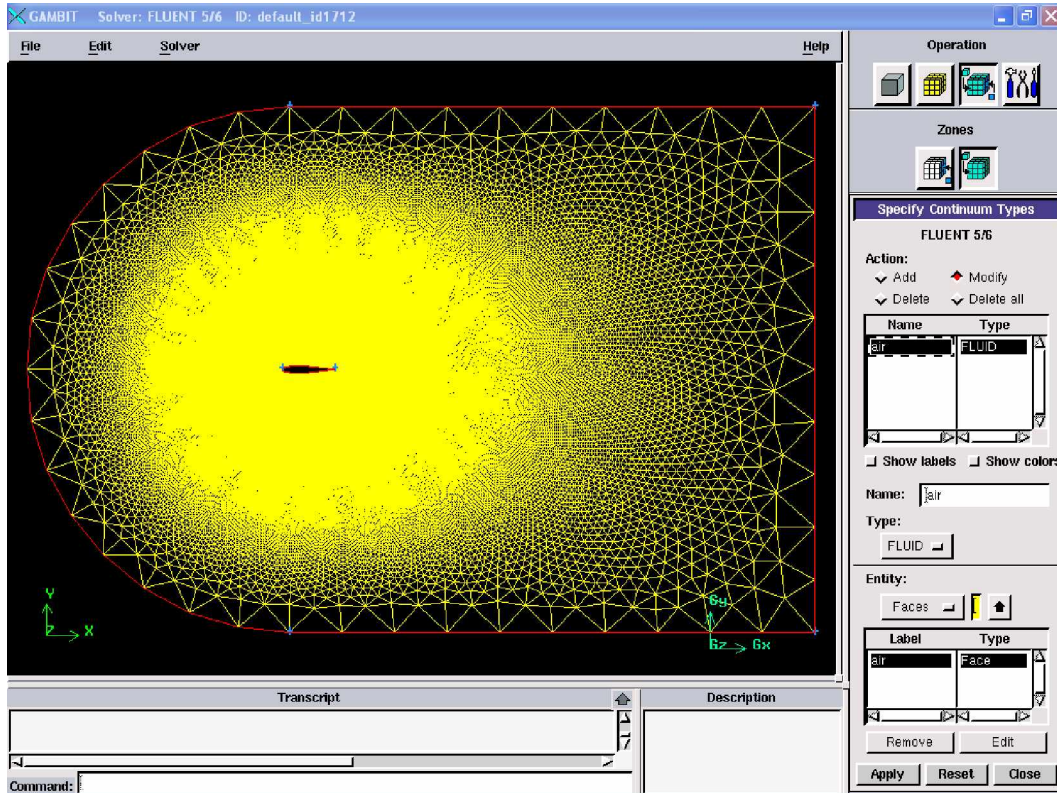 GAMBIT Solver: FLUENT 5/6 ID: default_id1712
File Edit Solver Help
Operation
Zones
Specify Continuum Types
FLUENT 5/6
Action:
Add Modify
Delete Delete all
Name Type
air FLUID
Show labels Show colors
Name: air
Type:
FLUID
Entity:
Faces
Label Type
air Face
Remove Edit
Apply Reset Close
Y
Z X
Gy
Gz Gx
Transcript Description
Command: